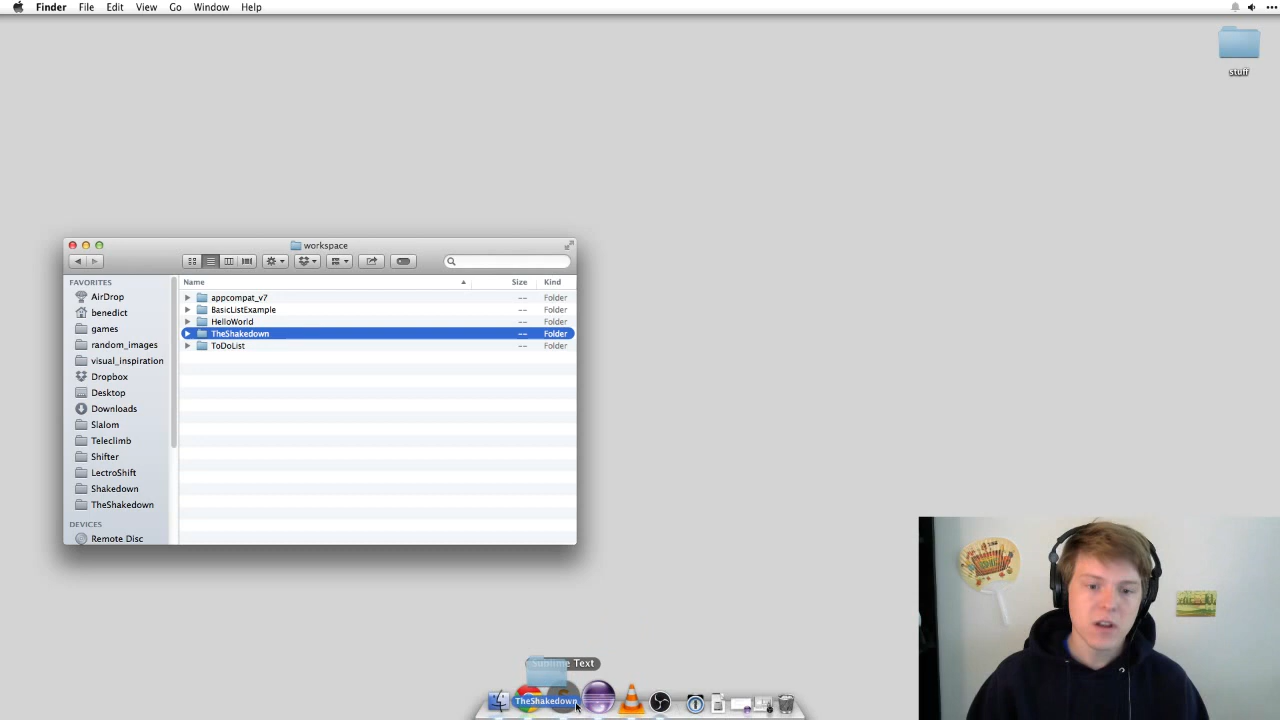 Finder File Edit View Go Window Help
stuff
workspace
FAVORITES
AirDrop
benedict
games
random_images
visual_inspiration
Dropbox
Desktop
Downloads
Slalom
Teleclimb
Shifter
LectroShift
Shakedown
TheShakedown
DEVICES
Remote Disc
Name Size Kind
appcompat_v7 -- Folder
BasicListExample -- Folder
HelloWorld -- Folder
TheShakedown -- Folder
ToDoList -- Folder
Sublime Text
TheShakedown